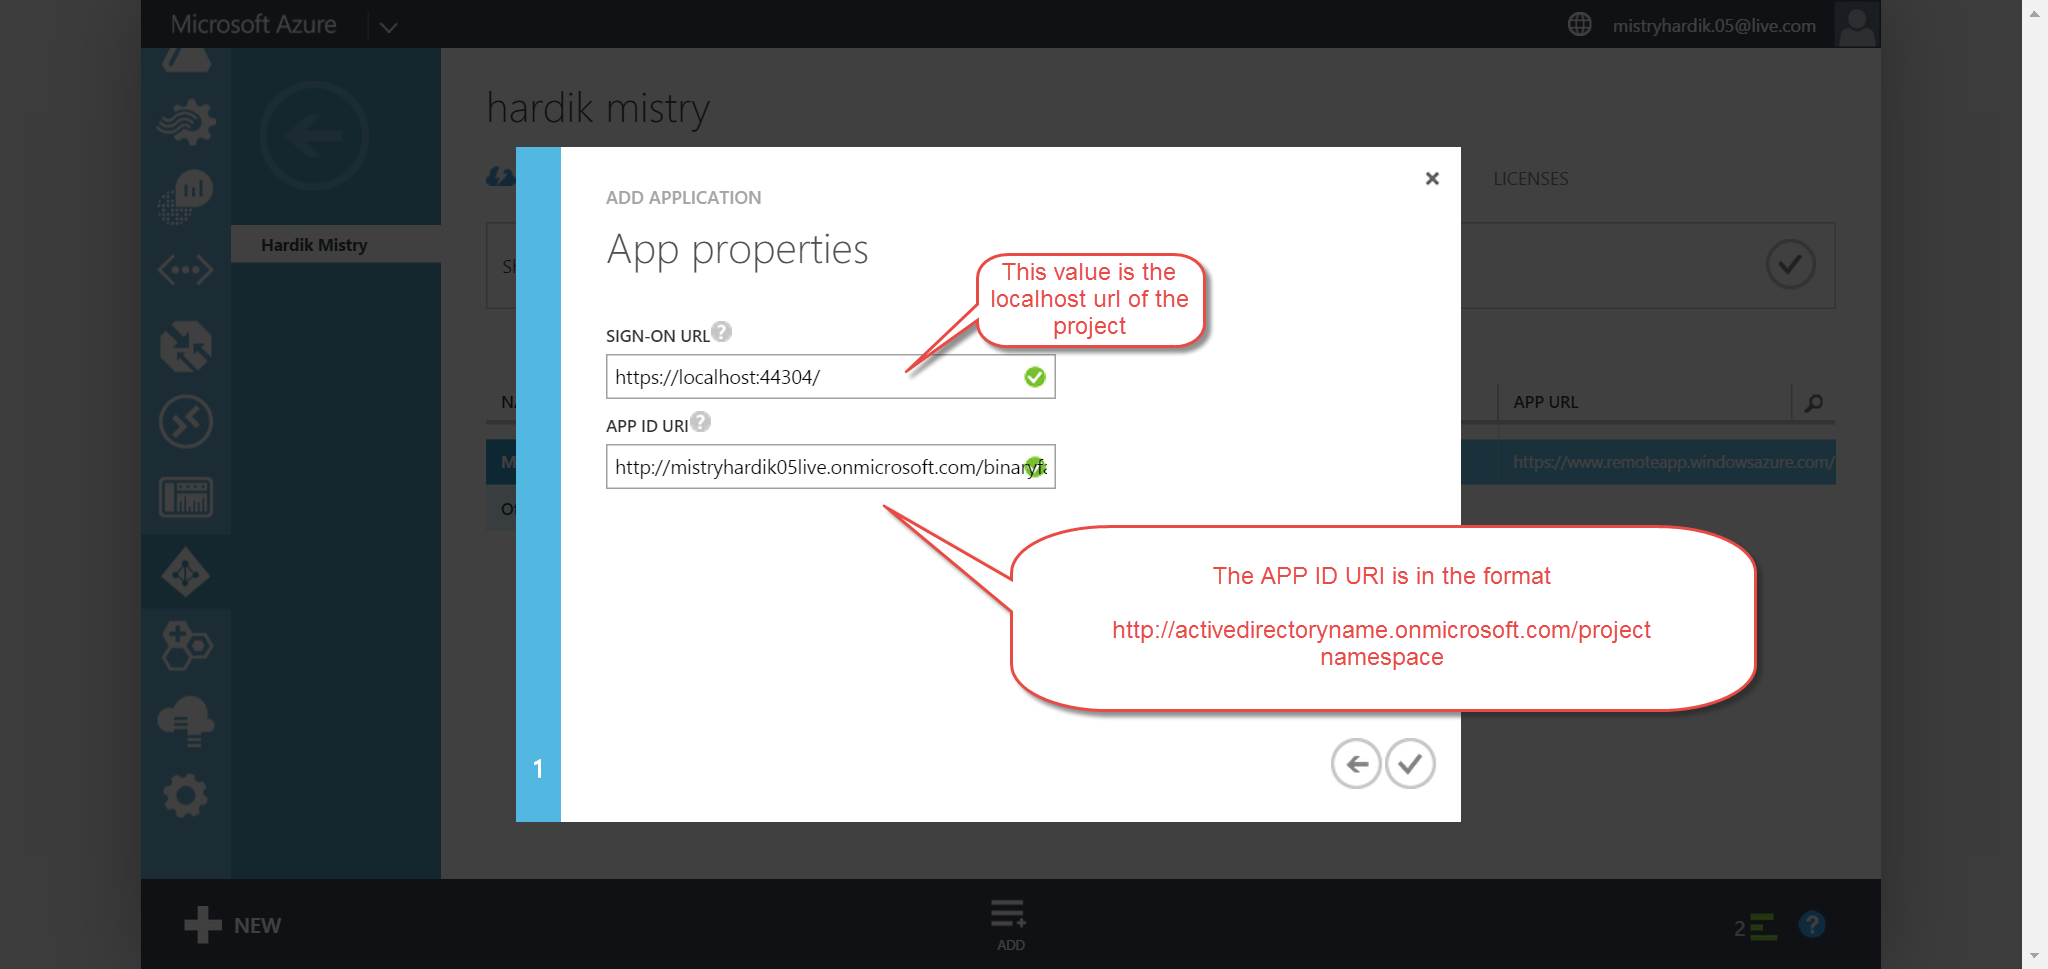 Microsoft Azure
mistryhardik.05@live.com
hardik mistry
LICENSES
ADD APPLICATION
Hardik Mistry
App properties
This value is the
localhost url of the
project
SIGN-ON URL
https://localhost:44304/
APP ID URI
http://mistryhardik05live.onmicrosoft.com/binaryfa
APP URL
https://www.remoteapp.windowsazure.com/
The APP ID URI is in the format
http://activedirectoryname.onmicrosoft.com/project
namespace
1
NEW
ADD
2